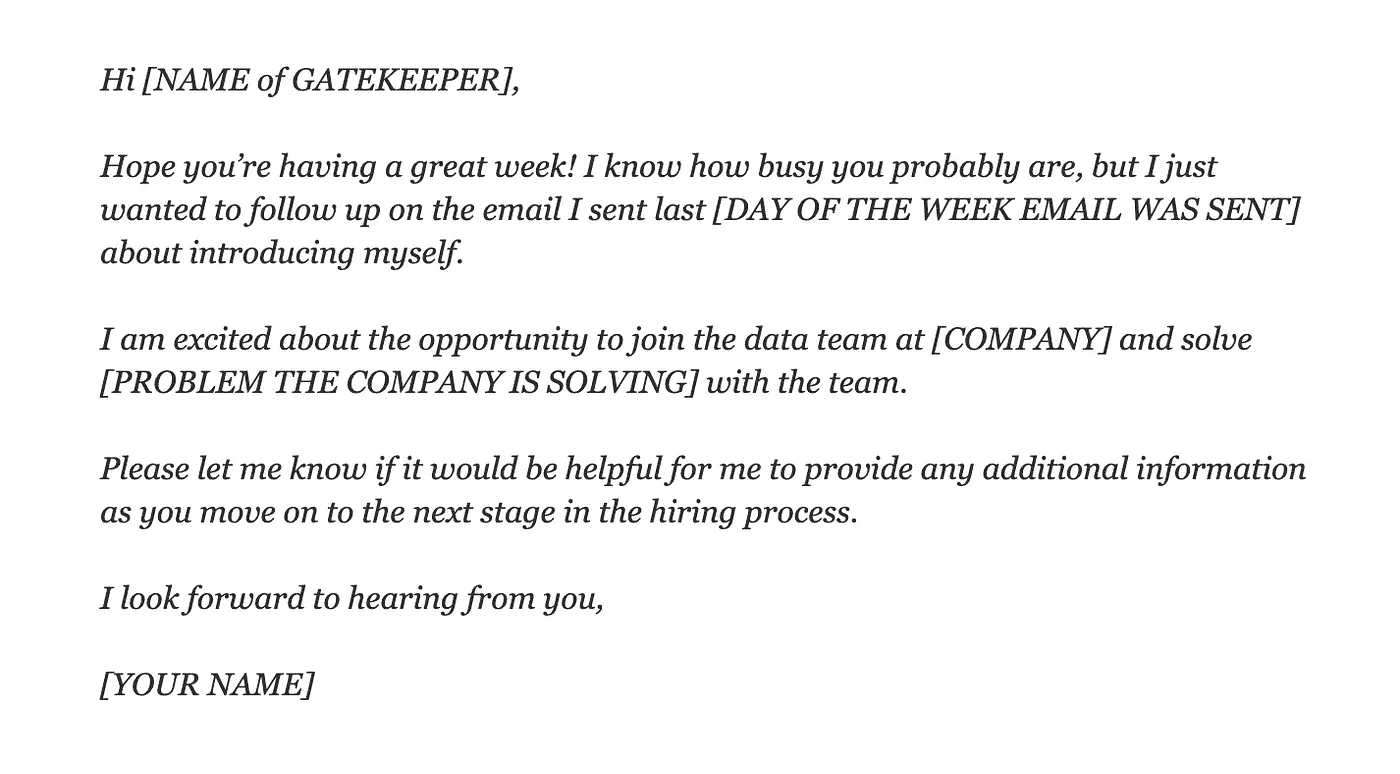 Hi [NAME of GATEKEEPER],
Hope you’re having a great week! I know how busy you probably are, but I just
wanted to follow up on the email I sent last [DAY OF THE WEEK EMAIL WAS SENT]
about introducing myself.
I am excited about the opportunity to join the data team at [COMPANY] and solve
[PROBLEM THE COMPANY IS SOLVING] with the team.
Please let me know if it would be helpful for me to provide any additional information
as you move on to the next stage in the hiring process.
I look forward to hearing from you,
[YOUR NAME]